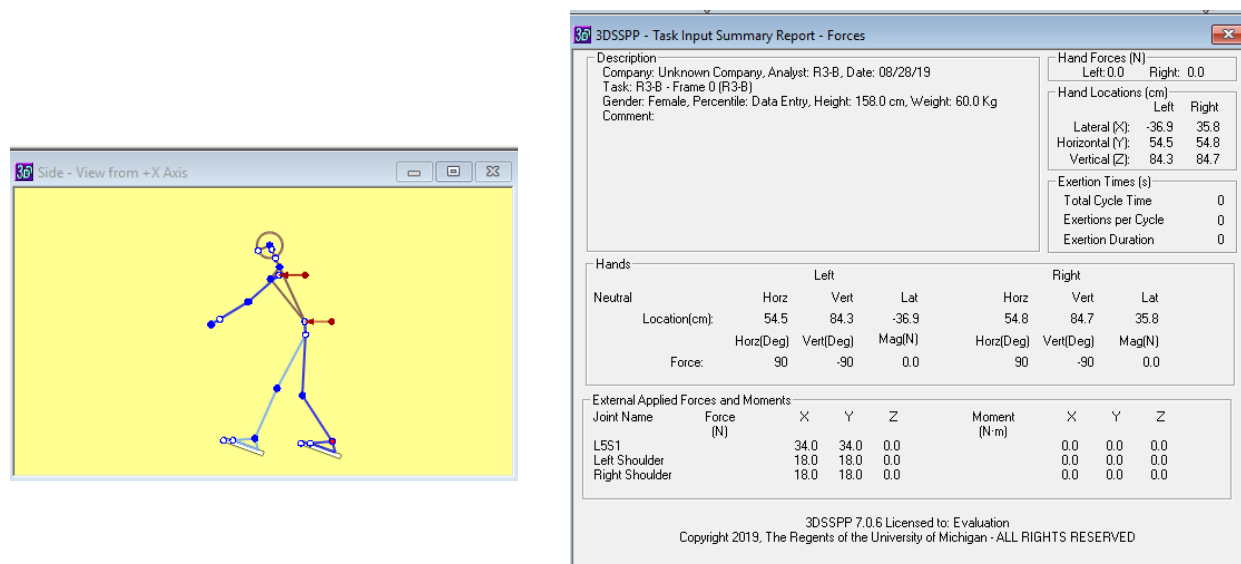 3D Side - View from +X Axis
3D 3DSSPP - Task Input Summary Report - Forces
Description
Company: Unknown Company, Analyst: R3-B, Date: 08/28/19
Task: R3-B - Frame 0 (R3-B)
Gender: Female, Percentile: Data Entry, Height: 158.0 cm, Weight: 60.0 Kg
Comment:
Hand Forces (N)
Left: 0.0 Right: 0.0
Hand Locations (cm)
Left Right
Lateral (X): -36.9 35.8
Horizontal (Y): 54.5 54.8
Vertical (Z): 84.3 84.7
Exertion Times (s)
Total Cycle Time 0
Exertions per Cycle 0
Exertion Duration 0
Hands
Left Right
Neutral Horz Vert Lat Horz Vert Lat
Location(cm): 54.5 84.3 -36.9 54.8 84.7 35.8
Horz(Deg) Vert(Deg) Mag(N) Horz(Deg) Vert(Deg) Mag(N)
Force: 90 -90 0.0 90 -90 0.0
External Applied Forces and Moments
Joint Name Force X Y Z Moment X Y Z
(N) (N·m)
L5S1 34.0 34.0 0.0 0.0 0.0 0.0
Left Shoulder 18.0 18.0 0.0 0.0 0.0 0.0
Right Shoulder 18.0 18.0 0.0 0.0 0.0 0.0
3DSSPP 7.0.6 Licensed to: Evaluation
Copyright 2019, The Regents of the University of Michigan - ALL RIGHTS RESERVED